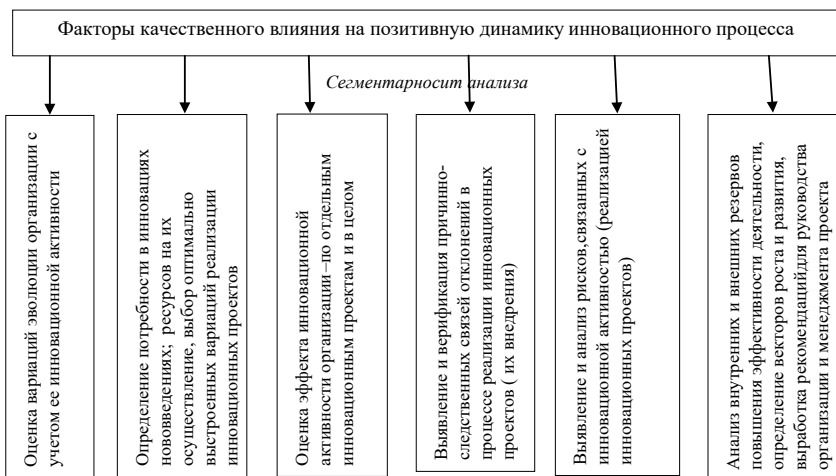 Факторы качественного влияния на позитивную динамику инновационного процесса
Сегментарносит анализа
Оценка вариаций эволюции организации с
учетом ее инновационной активности
Определение потребности в инновациях
нововведениях; ресурсов на их
осуществление, выбор оптимально
выстроенных вариаций реализации
инновационных проектов
Оценка эффекта инновационной
активности организации–по отдельным
инновационным проектам и в целом
Выявление и верификация причинно-
следственных связей отклонений в
процессе реализации инновационных
проектов ( их внедрения)
Выявление и анализ рисков,связанных с
инновационной активностью (реализацией
инновационных проектов)
Анализ внутренних и внешних резервов
повышения эффективности деятельности,
определение векторов роста и развития,
выработка рекомендацийдля руководства
организации и менеджмента проекта